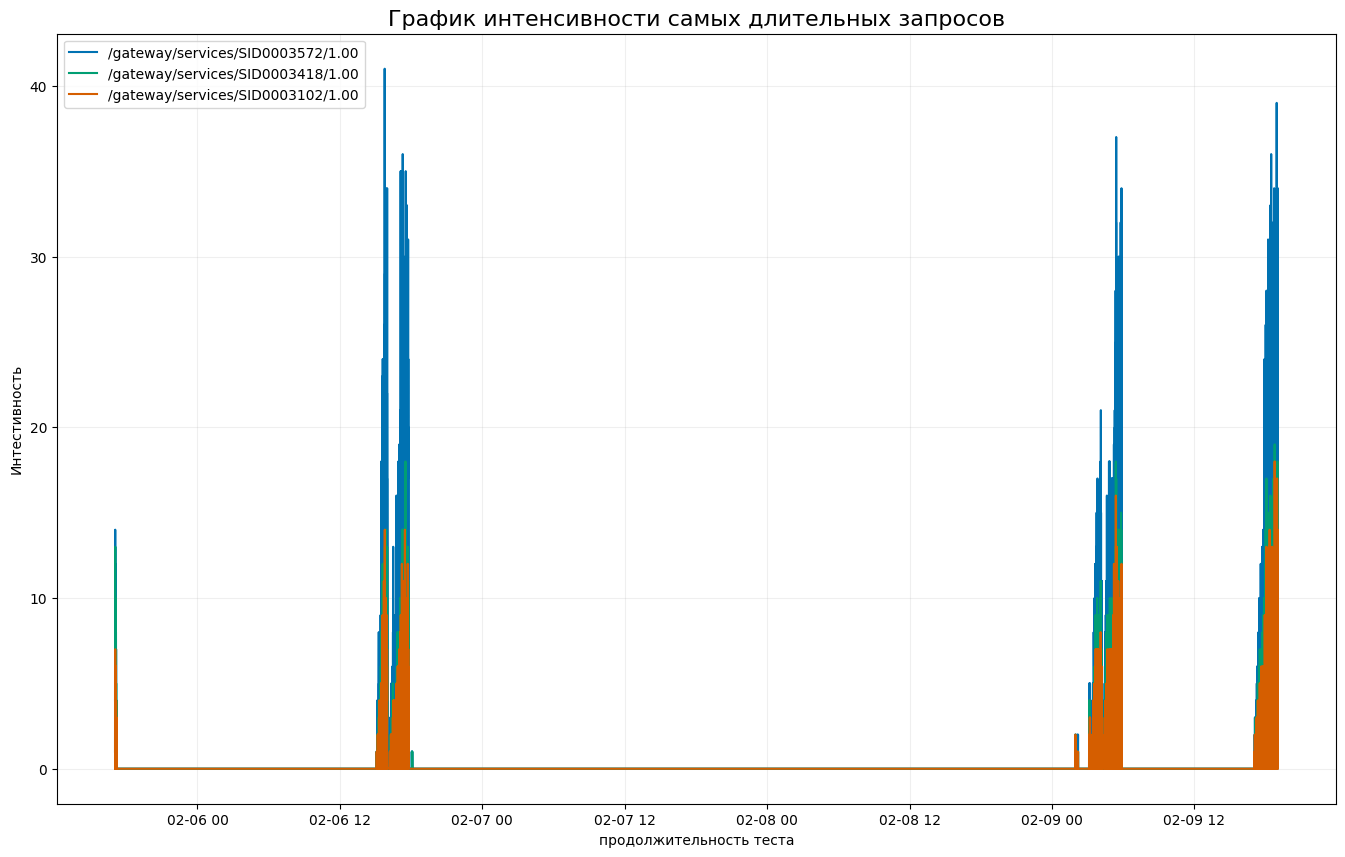 График интенсивности самых длительных запросов
/gateway/services/SID0003572/1.00
/gateway/services/SID0003418/1.00
/gateway/services/SID0003102/1.00
40
30
20
10
0
Интестивность
02-06 00
02-06 12
02-07 00
02-07 12
02-08 00
02-08 12
02-09 00
02-09 12
продолжительность теста